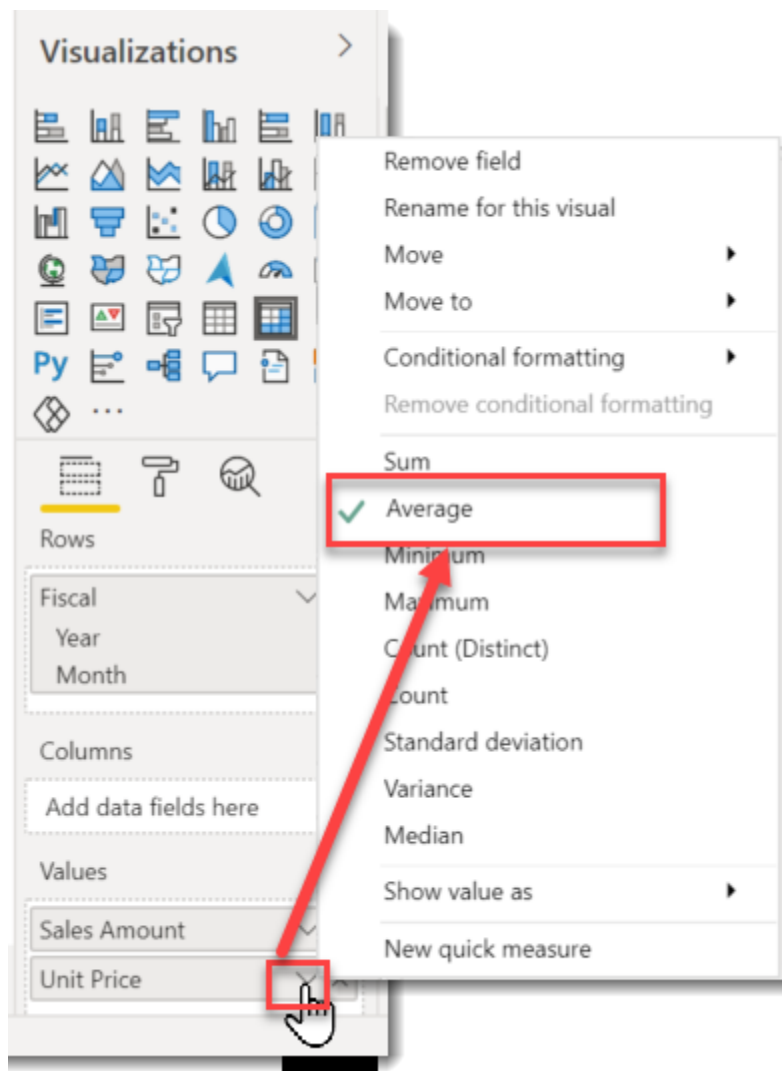 Visualizations
Py
Rows
Fiscal
Year
Month
Columns
Add data fields here
Values
Sales Amount
Unit Price
Remove field
Rename for this visual
Move
Move to
Conditional formatting
Remove conditional formatting
Sum
Average
Minimum
Maximum
Count (Distinct)
Count
Standard deviation
Variance
Median
Show value as
New quick measure